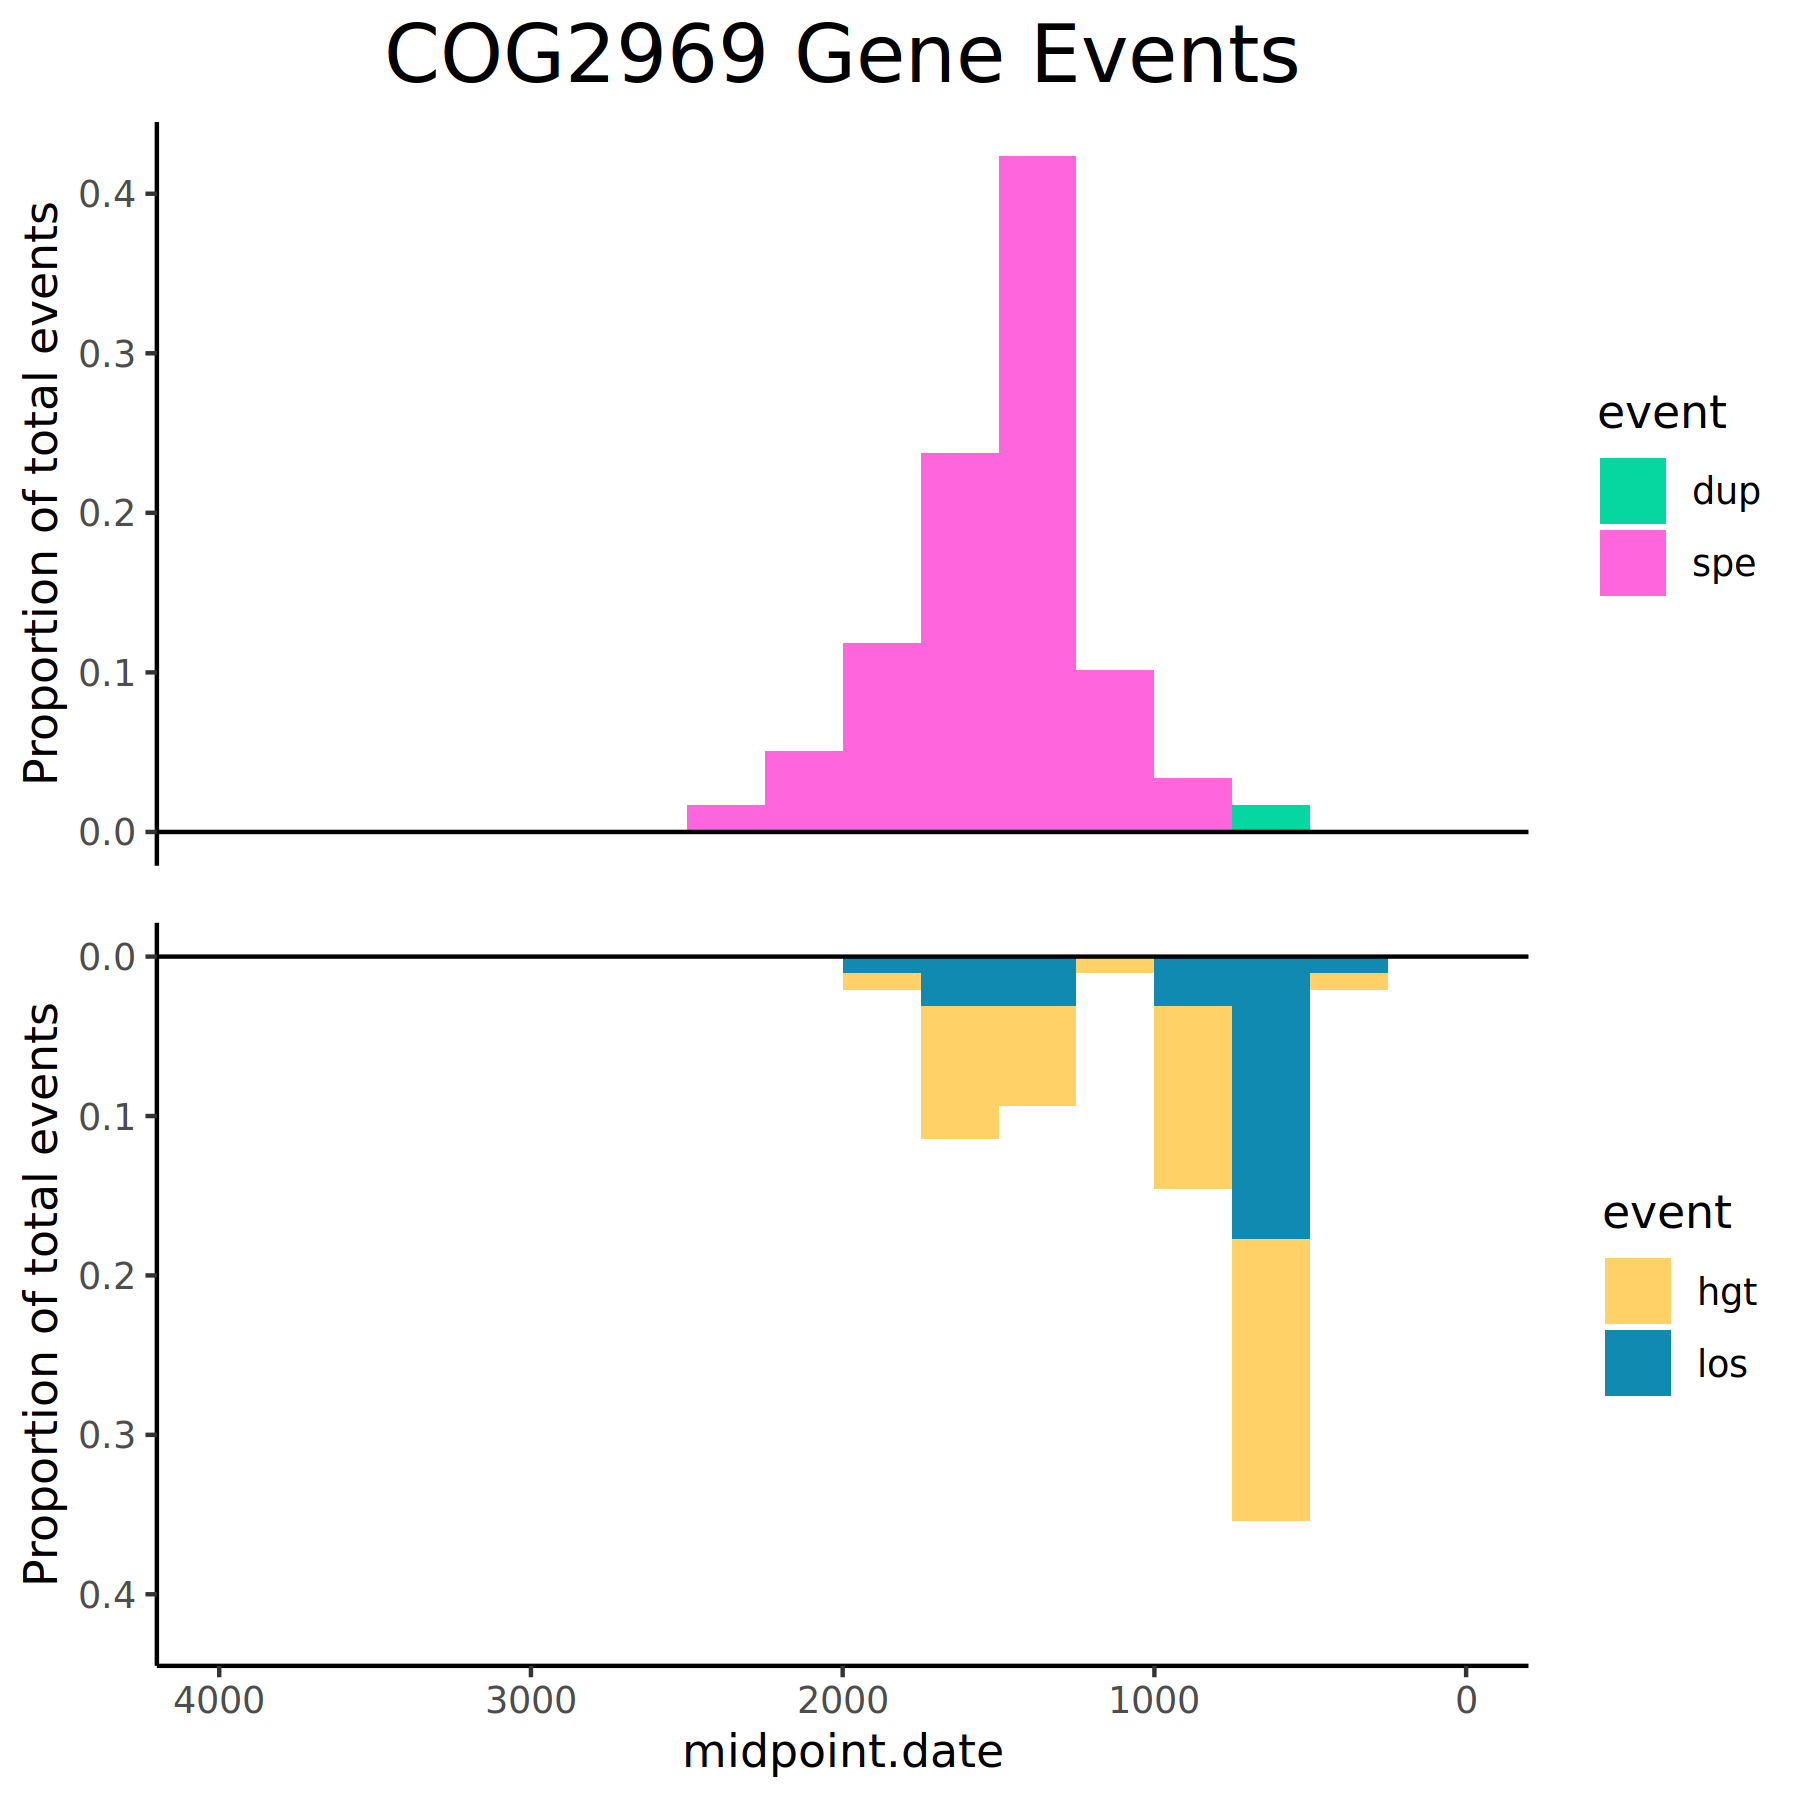 COG2969 Gene Events
Proportion of total events
0.4
0.3
0.2
0.1
0.0
event
dup
spe
Proportion of total events
0.0
0.1
0.2
0.3
0.4
event
hgt
los
4000 3000 2000 1000 0
midpoint.date